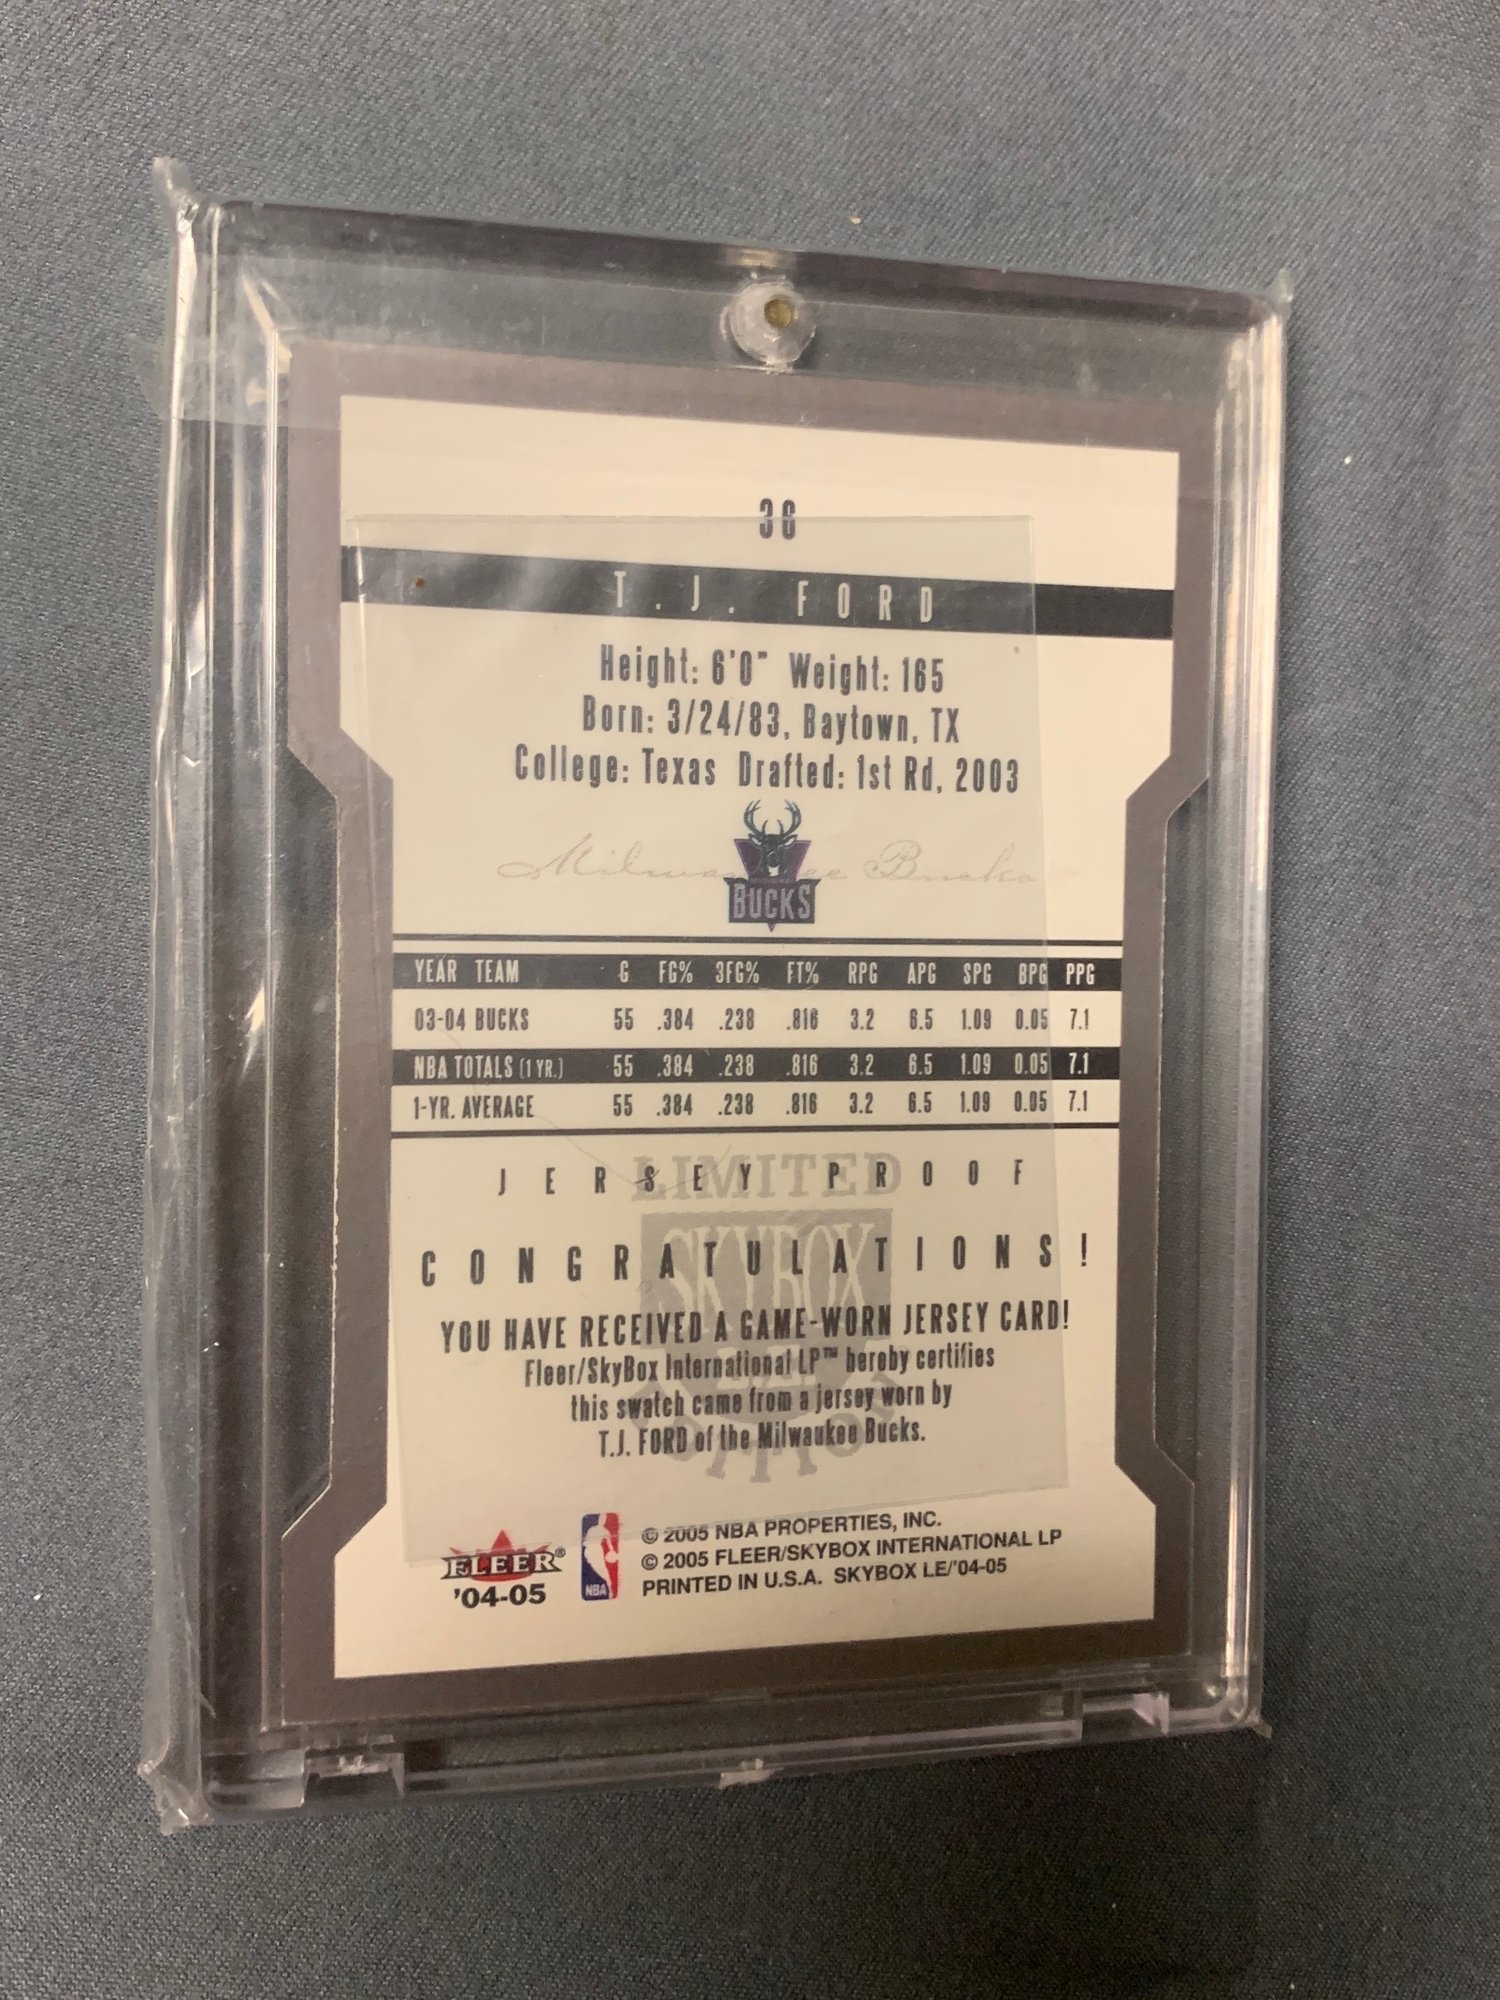 36
T.J. FORD
Height: 6'0" Weight: 165
Born: 3/24/83, Baytown, TX
College: Texas Drafted: 1st Rd, 2003
Milwaukee Bucks
BUCKS
YEAR TEAM G FG% 3FG% FT% RPG APG SPG BPG PPG
03-04 BUCKS 55 .384 .238 .816 3.2 6.5 1.09 0.05 7.1
NBA TOTALS (1 YR.) 55 .384 .238 .816 3.2 6.5 1.09 0.05 7.1
1-YR. AVERAGE 55 .384 .238 .816 3.2 6.5 1.09 0.05 7.1
LIMITED
JERSEY PROOF
SKYBOX
CONGRATULATIONS!
YOU HAVE RECEIVED A GAME-WORN JERSEY CARD!
Fleer/SkyBox International LP™ hereby certifies
this swatch came from a jersey worn by
T.J. FORD of the Milwaukee Bucks.
EDITION
FLEER®
'04-05
NBA
© 2005 NBA PROPERTIES, INC.
© 2005 FLEER/SKYBOX INTERNATIONAL LP
PRINTED IN U.S.A. SKYBOX LE/'04-05